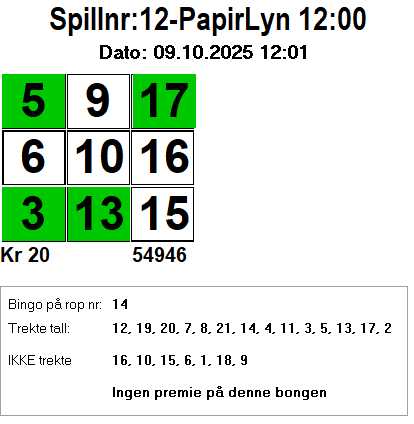 Spillnr:12-PapirLyn 12:00
Dato: 09.10.2025 12:01
5 9 17
6 10 16
3 13 15
Kr 20 54946
Bingo på rop nr: 14
Trekte tall: 12, 19, 20, 7, 8, 21, 14, 4, 11, 3, 5, 13, 17, 2
IKKE trekte 16, 10, 15, 6, 1, 18, 9
Ingen premie på denne bongen